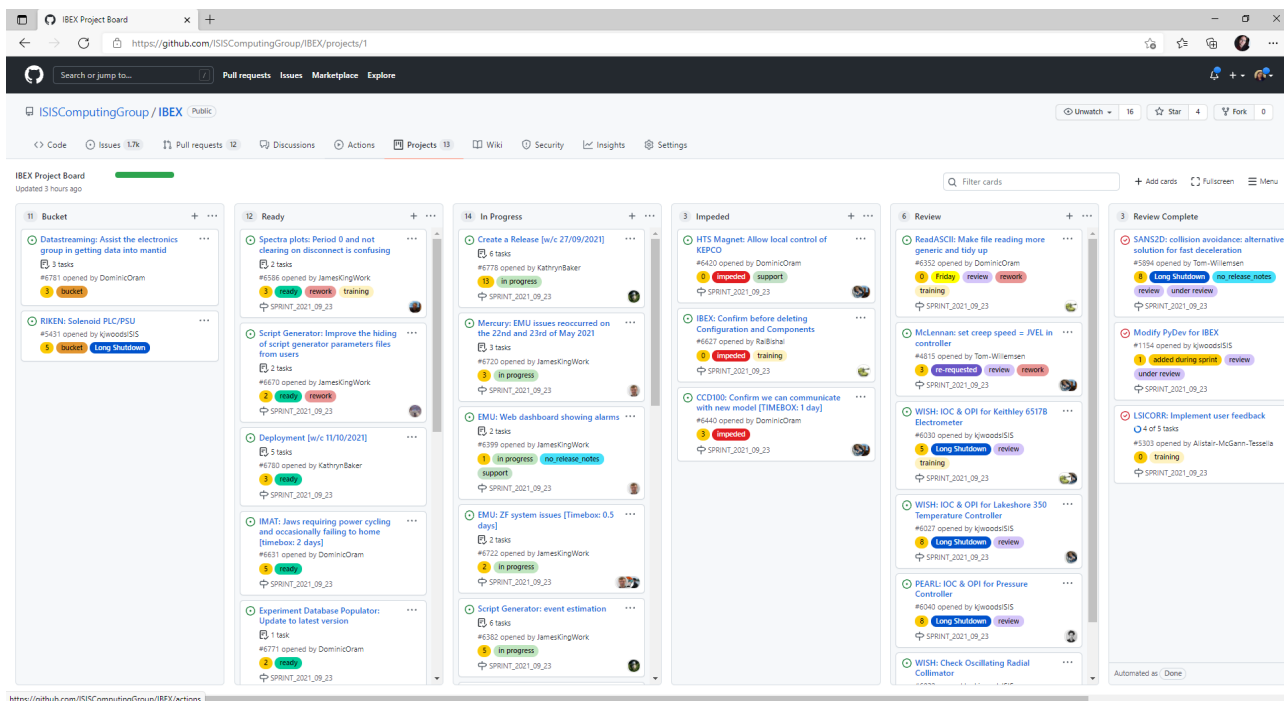 IBEX Project Board
https://github.com/ISISComputingGroup/IBEX/projects/1
Search or jump to... / Pull requests Issues Marketplace Explore
ISISComputingGroup / IBEX Public
Unwatch 16 Star 4 Fork 0
Code Issues 1.7k Pull requests 12 Discussions Actions Projects 13 Wiki Security Insights Settings
IBEX Project Board
Updated 3 hours ago
Filter cards
Add cards Fullscreen Menu
11 Bucket
Datastreaming: Assist the electronics
group in getting data into mantid
3 tasks
#6781 opened by DominicOram
3 bucket
RIKEN: Solenoid PLC/PSU
#5431 opened by kjwoodsISIS
5 bucket Long Shutdown
12 Ready
Spectra plots: Period 0 and not
clearing on disconnect is confusing
2 tasks
#6586 opened by JamesKingWork
3 ready rework training
SPRINT_2021_09_23
Script Generator: Improve the hiding
of script generator parameters files
from users
2 tasks
#6670 opened by JamesKingWork
2 ready rework
SPRINT_2021_09_23
Deployment [w/c 11/10/2021]
5 tasks
#6780 opened by KathrynBaker
3 ready
SPRINT_2021_09_23
IMAT: Jaws requiring power cycling
and occasionally failing to home
[timebox: 2 days]
#6631 opened by DominicOram
5 ready
SPRINT_2021_09_23
Experiment Database Populator:
Update to latest version
1 task
#6771 opened by DominicOram
2 ready
SPRINT_2021_09_23
14 In Progress
Create a Release [w/c 27/09/2021]
6 tasks
#6778 opened by KathrynBaker
13 in progress
SPRINT_2021_09_23
Mercury: EMU issues reoccurred on
the 22nd and 23rd of May 2021
3 tasks
#6720 opened by JamesKingWork
3 in progress
SPRINT_2021_09_23
EMU: Web dashboard showing alarms
2 tasks
#6399 opened by JamesKingWork
1 in progress no_release_notes
support
SPRINT_2021_09_23
EMU: ZF system issues [Timebox: 0.5
days]
2 tasks
#6722 opened by JamesKingWork
2 in progress
SPRINT_2021_09_23
Script Generator: event estimation
6 tasks
#6382 opened by JamesKingWork
5 in progress
SPRINT_2021_09_23
3 Impeded
HTS Magnet: Allow local control of
KEPCO
#6420 opened by DominicOram
0 impeded support
SPRINT_2021_09_23
IBEX: Confirm before deleting
Configuration and Components
#6627 opened by RaiBishal
0 impeded training
SPRINT_2021_09_23
CCD100: Confirm we can communicate
with new model [TIMEBOX: 1 day]
#6440 opened by DominicOram
3 impeded
SPRINT_2021_09_23
6 Review
ReadASCII: Make file reading more
generic and tidy up
#6352 opened by DominicOram
0 Friday review rework
training
SPRINT_2021_09_23
McLennan: set creep speed = JVEL in
controller
#4815 opened by Tom-Willemsen
3 re-requested review rework
SPRINT_2021_09_23
WISH: IOC & OPI for Keithley 6517B
Electrometer
#6030 opened by kjwoodsISIS
5 Long Shutdown review
training
SPRINT_2021_09_23
WISH: IOC & OPI for Lakeshore 350
Temperature Controller
#6027 opened by kjwoodsISIS
8 Long Shutdown review
SPRINT_2021_09_23
PEARL: IOC & OPI for Pressure
Controller
#6040 opened by kjwoodsISIS
8 Long Shutdown review
SPRINT_2021_09_23
WISH: Check Oscillating Radial
Collimator
3 Review Complete
SANS2D: collision avoidance: alternative
solution for fast deceleration
#5894 opened by Tom-Willemsen
8 Long Shutdown no_release_notes
review under review
SPRINT_2021_09_23
Modify PyDev for IBEX
#1154 opened by kjwoodsISIS
1 added during sprint review
under review
SPRINT_2021_09_23
LSICORR: Implement user feedback
4 of 5 tasks
#5303 opened by Alistair-McGann-Tessella
0 training
SPRINT_2021_09_23
Automated as Done
https://github.com/ISISComputingGroup/IBEX/actions